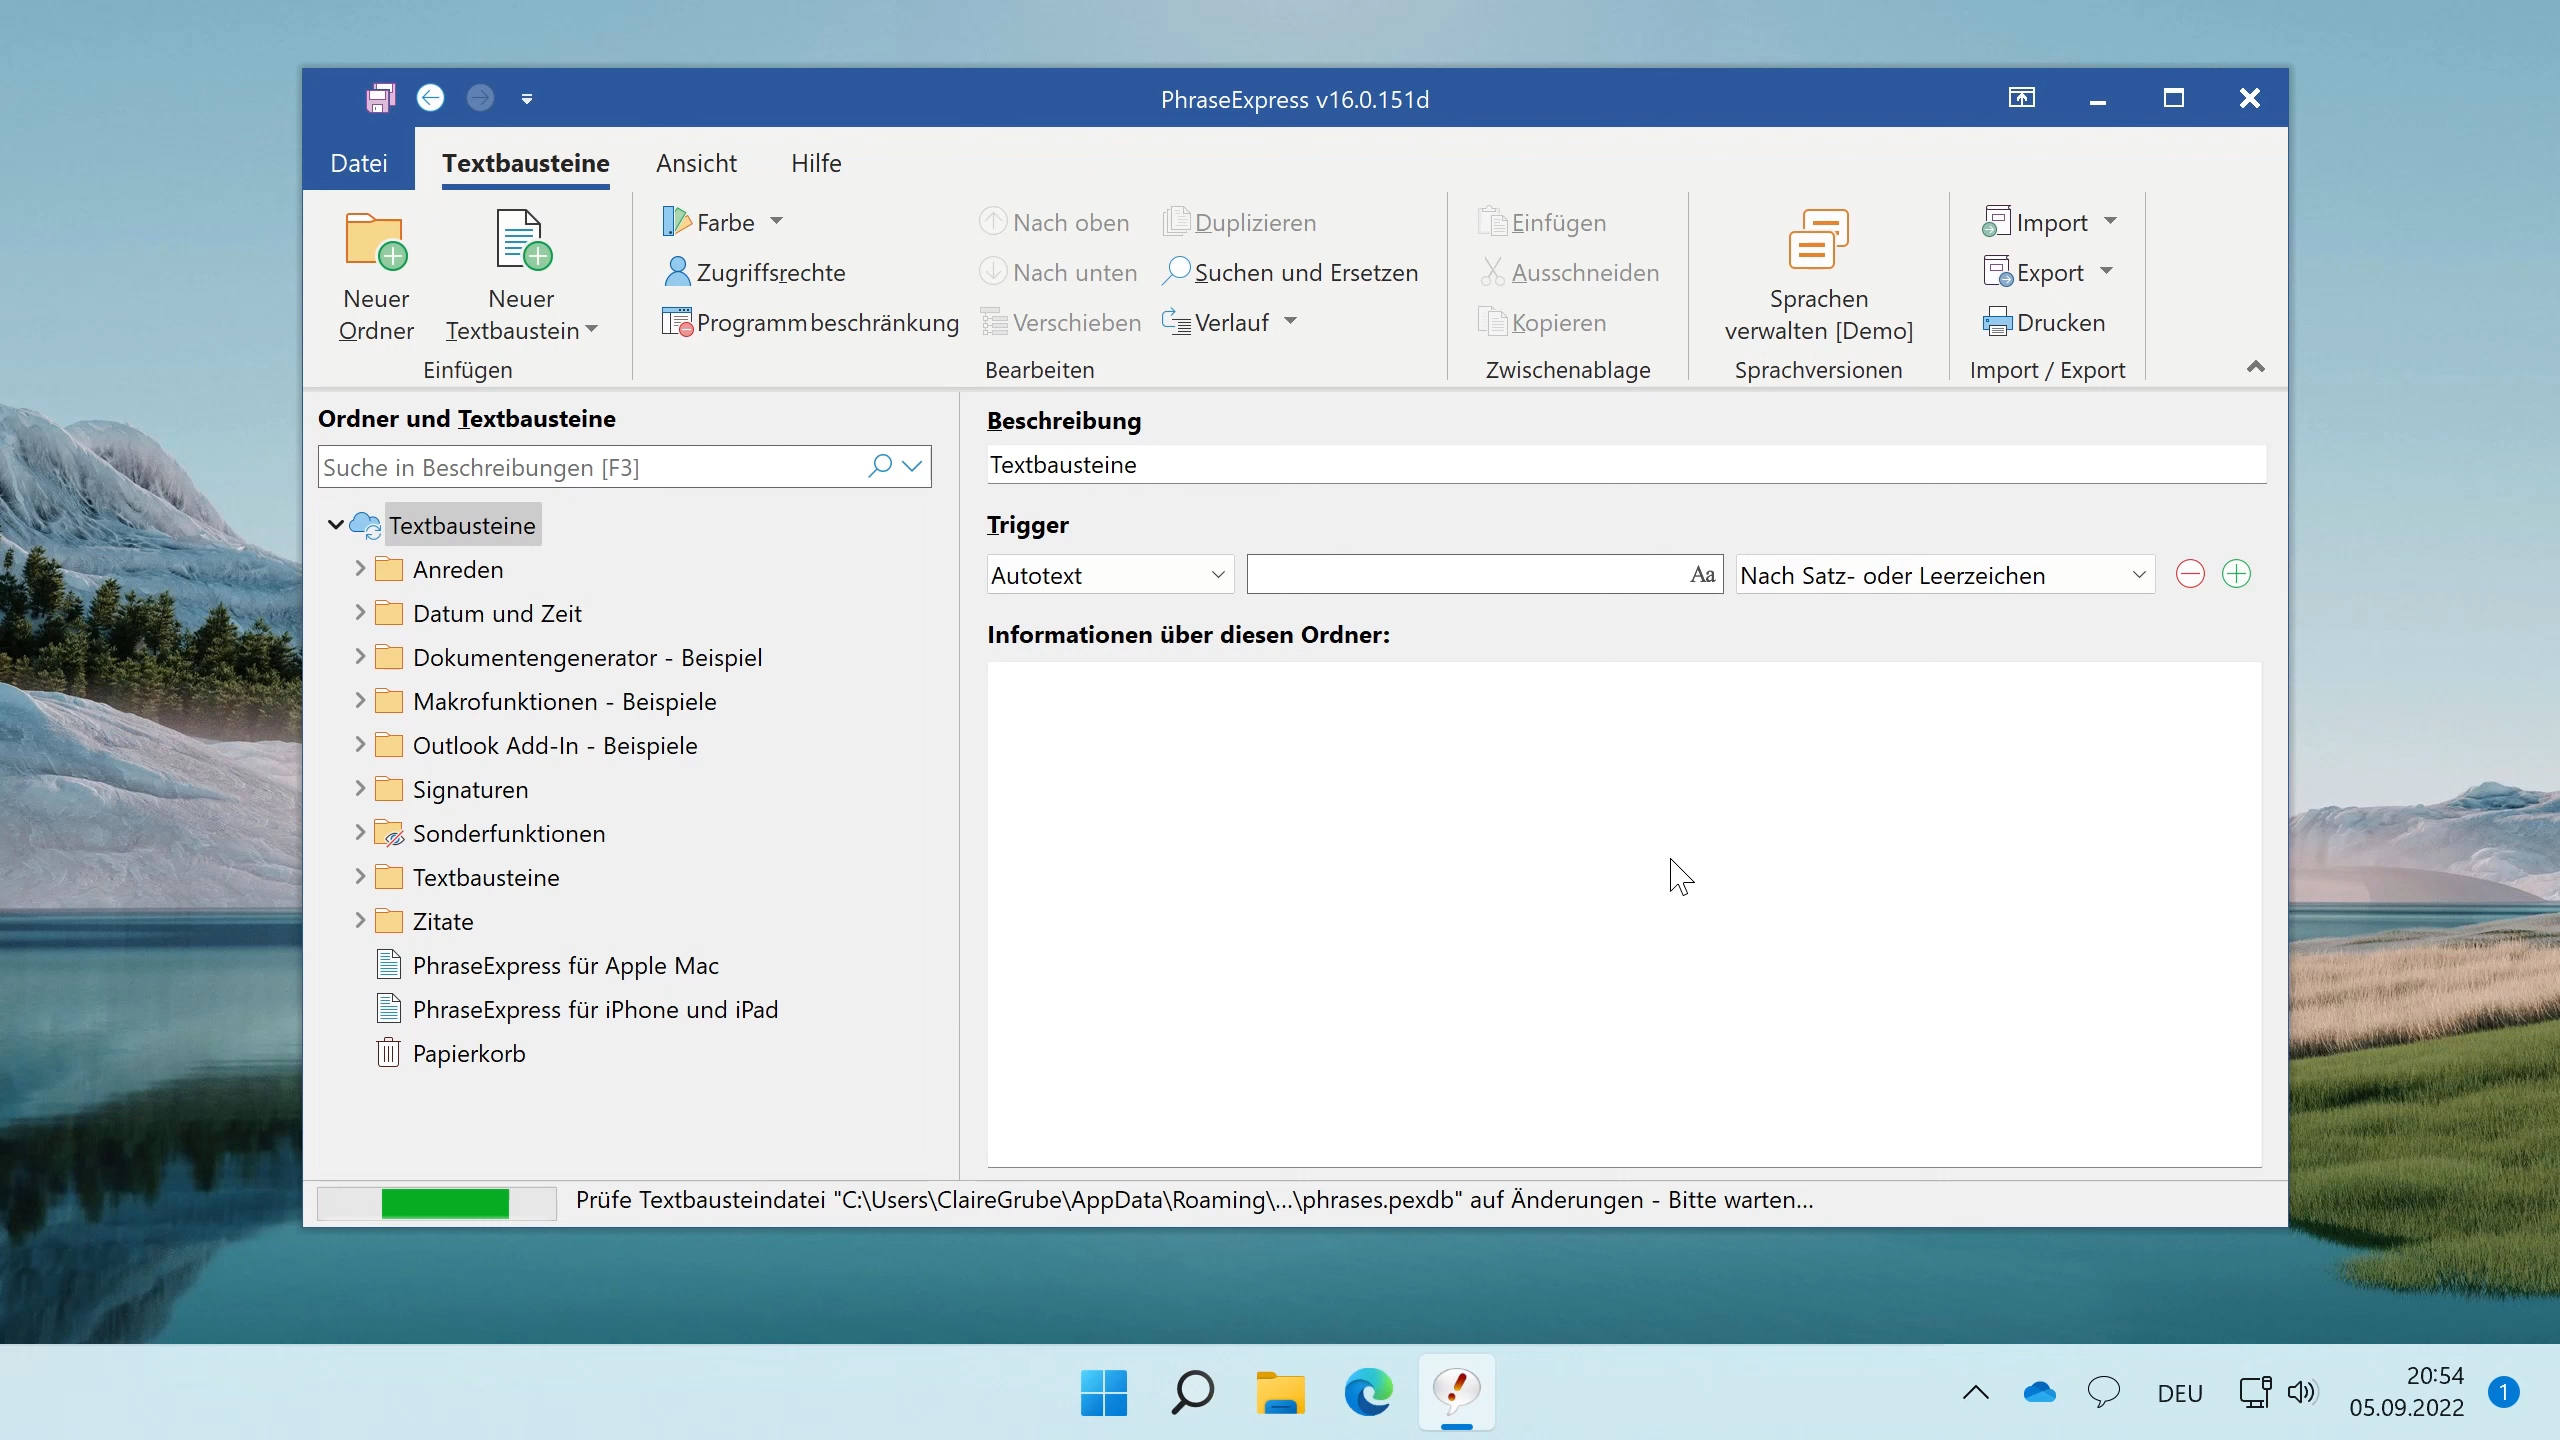 PhraseExpress v16.0.151d
Datei Textbausteine Ansicht Hilfe
Neuer Ordner
Neuer Textbaustein
Einfügen
Farbe
Zugriffsrechte
Programmbeschränkung
Nach oben
Nach unten
Verschieben
Duplizieren
Suchen und Ersetzen
Verlauf
Bearbeiten
Einfügen
Ausschneiden
Kopieren
Zwischenablage
Sprachen
verwalten [Demo]
Sprachversionen
Import
Export
Drucken
Import / Export
Ordner und Textbausteine
Suche in Beschreibungen [F3]
Textbausteine
Anreden
Datum und Zeit
Dokumentengenerator - Beispiel
Makrofunktionen - Beispiele
Outlook Add-In - Beispiele
Signaturen
Sonderfunktionen
Textbausteine
Zitate
PhraseExpress für Apple Mac
PhraseExpress für iPhone und iPad
Papierkorb
Beschreibung
Textbausteine
Trigger
Autotext Aa Nach Satz- oder Leerzeichen
Informationen über diesen Ordner:
Prüfe Textbausteindatei "C:\Users\ClaireGrube\AppData\Roaming\...\phrases.pexdb" auf Änderungen - Bitte warten...
DEU
20:54
05.09.2022
1